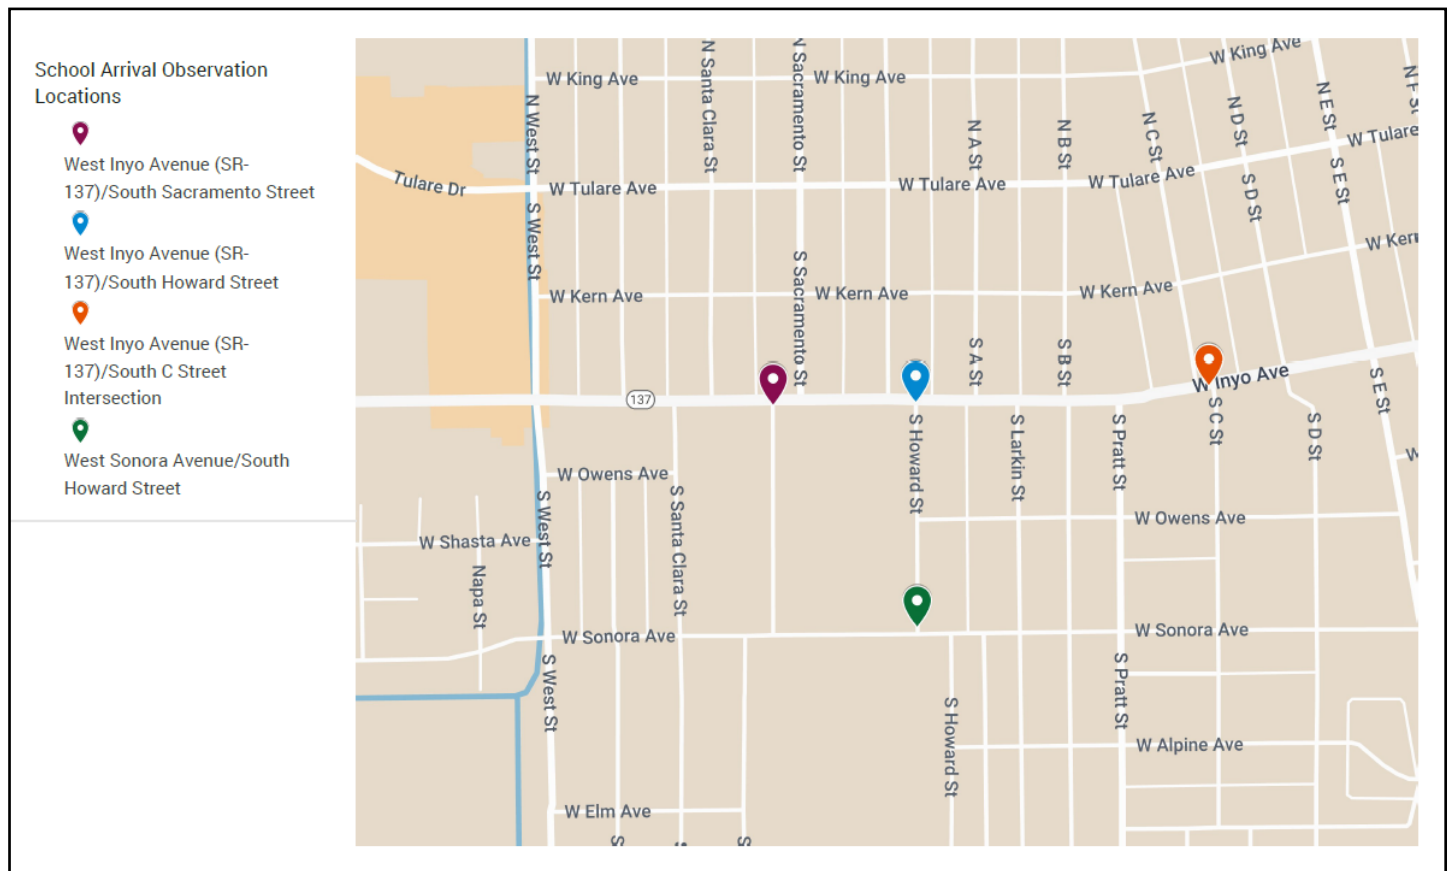 School Arrival Observation
Locations
West Inyo Avenue (SR-
137)/South Sacramento Street
West Inyo Avenue (SR-
137)/South Howard Street
West Inyo Avenue (SR-
137)/South C Street
Intersection
West Sonora Avenue/South
Howard Street
W King Ave
W King Ave
W King Ave
N Santa Clara St
N Sacramento St
N West St
N A St
N B St
N C St
N D St
N E St
N F St
W Tulare
Tulare Dr
W Tulare Ave
W Tulare Ave
W Tulare Ave
S West St
S Sacramento St
S D St
S E St
W Kern
W Kern Ave
W Kern Ave
W Kern Ave
S A St
S B St
W Inyo Ave
137
S E St
S Howard St
S Larkin St
S Pratt St
S C St
S D St
W
W Owens Ave
S Santa Clara St
S West St
W Owens Ave
W Shasta Ave
Napa St
W Sonora Ave
W Sonora Ave
S West St
S Howard St
S Pratt St
W Alpine Ave
W Elm Ave
S
S
S